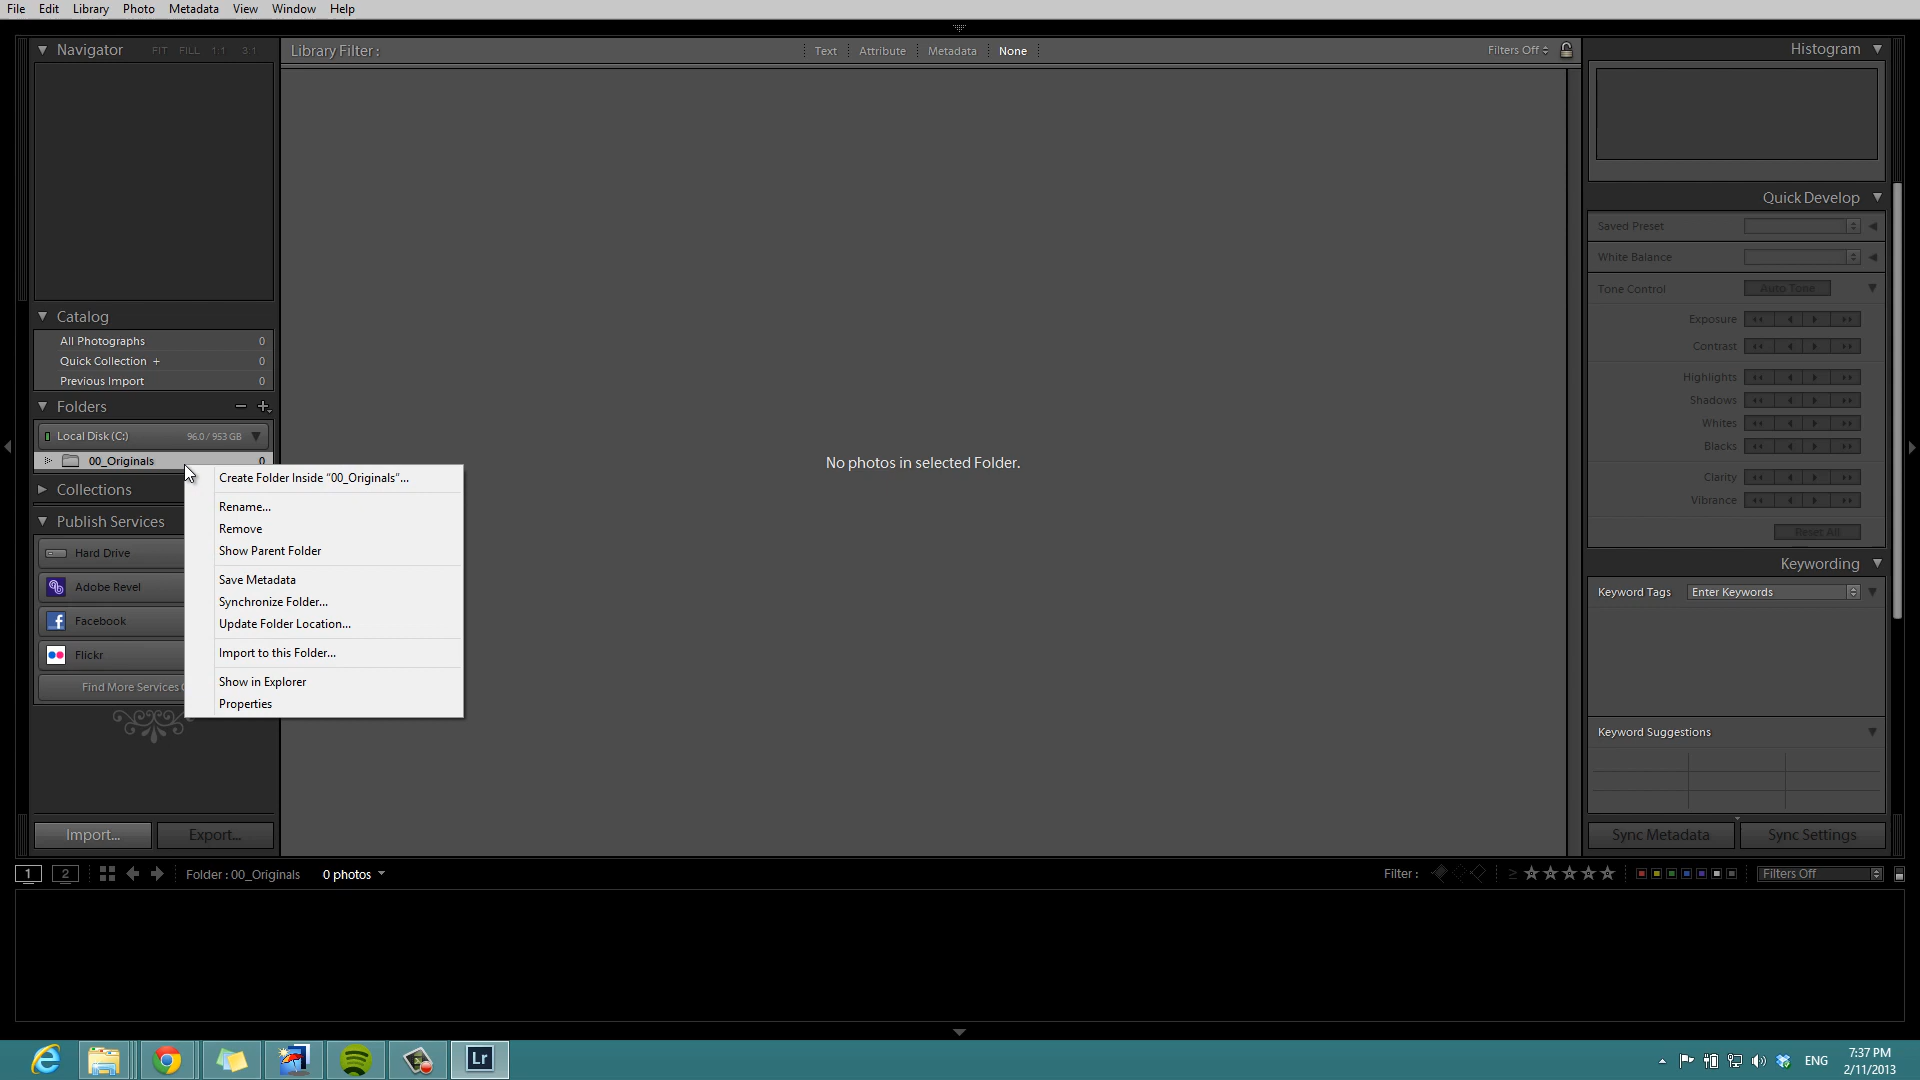 File Edit Library Photo Metadata View Window Help
Navigator FIT FILL 1:1 3:1
Library Filter : Text Attribute Metadata None Filters Off
Histogram
Quick Develop
Saved Preset
White Balance
Tone Control Auto Tone
Exposure
Contrast
Highlights
Shadows
Whites
Blacks
Clarity
Vibrance
Reset All
Keywording
Keyword Tags Enter Keywords
Keyword Suggestions
Sync Metadata Sync Settings
Catalog
All Photographs 0
Quick Collection + 0
Previous Import 0
Folders
Local Disk (C:) 96.0 / 953 GB
00_Originals 0
Collections
Publish Services
Hard Drive
Adobe Revel
Facebook
Flickr
Find More Services
Import... Export...
Create Folder Inside “00_Originals”...
Rename...
Remove
Show Parent Folder
Save Metadata
Synchronize Folder...
Update Folder Location...
Import to this Folder...
Show in Explorer
Properties
No photos in selected Folder.
1 2 Folder : 00_Originals 0 photos Filter : ≥ Filters Off
Lr
ENG
7:37 PM
2/11/2013